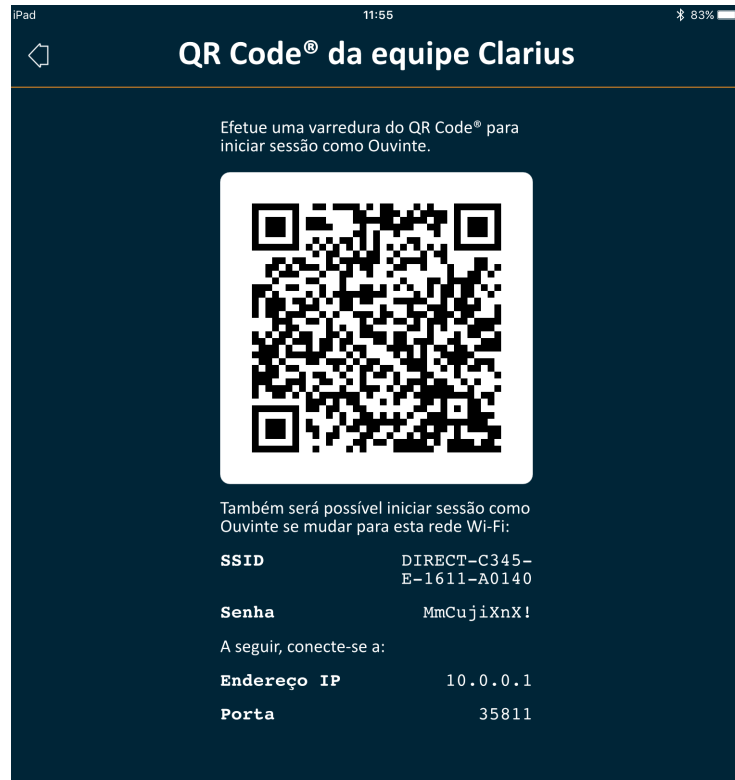 iPad 11:55 83%
QR Code® da equipe Clarius
Efetue uma varredura do QR Code® para
iniciar sessão como Ouvinte.
Também será possível iniciar sessão como
Ouvinte se mudar para esta rede Wi-Fi:
SSID DIRECT-C345-
E-1611-A0140
Senha MmCujiXnX!
A seguir, conecte-se a:
Endereço IP 10.0.0.1
Porta 35811